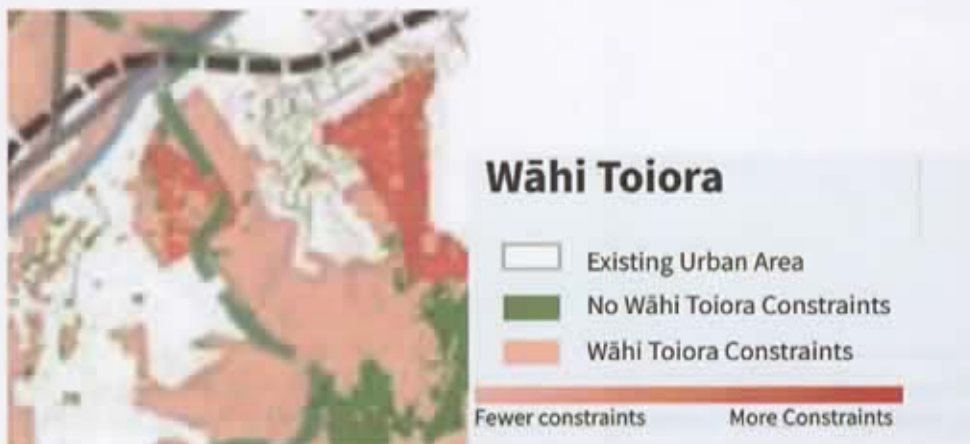 Wāhi Toiora
Existing Urban Area
No Wāhi Toiora Constraints
Wāhi Toiora Constraints
Fewer constraints More Constraints